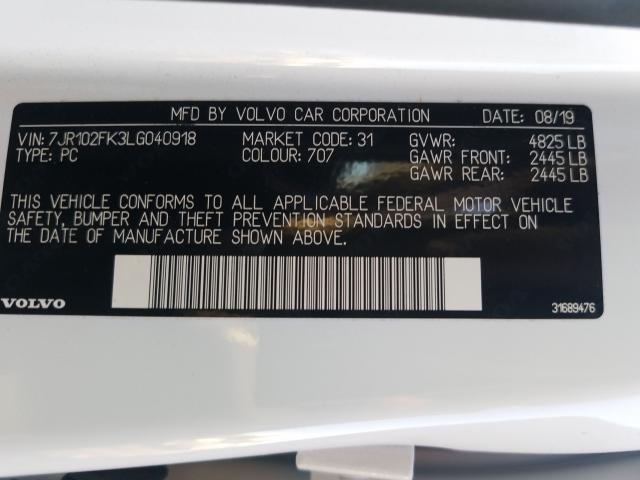 MFD BY VOLVO CAR CORPORATION DATE: 08/19
VIN: 7JR102FK3LG040918 MARKET CODE: 31 GVWR: 4825 LB
TYPE: PC COLOUR: 707 GAWR FRONT: 2445 LB
GAWR REAR: 2445 LB
THIS VEHICLE CONFORMS TO ALL APPLICABLE FEDERAL MOTOR VEHICLE
SAFETY, BUMPER AND THEFT PREVENTION STANDARDS IN EFFECT ON
THE DATE OF MANUFACTURE SHOWN ABOVE.
VOLVO 31689476